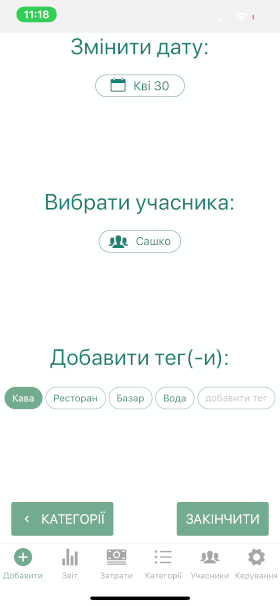 11:18
Змінити дату:
Кві 30
Вибрати учасника:
Сашко
Добавити тег(-и):
Кава Ресторан Базар Вода добавити тег
‹ КАТЕГОРІЇ ЗАКІНЧИТИ
Добавити Звіт Затрати Категорії Учасники Керування